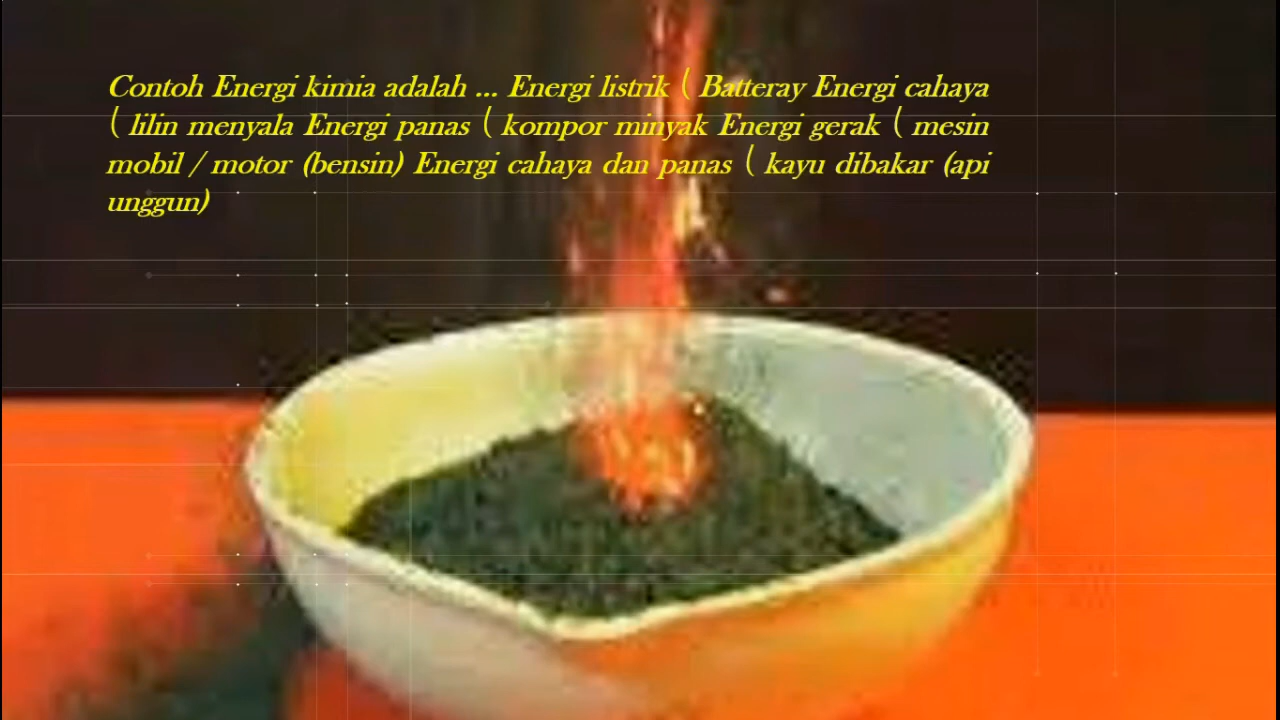 Contoh Energi kimia adalah ... Energi listrik ( Batteray Energi cahaya
( lilin menyala Energi panas ( kompor minyak Energi gerak ( mesin
mobil / motor (bensin) Energi cahaya dan panas ( kayu dibakar (api
unggun)